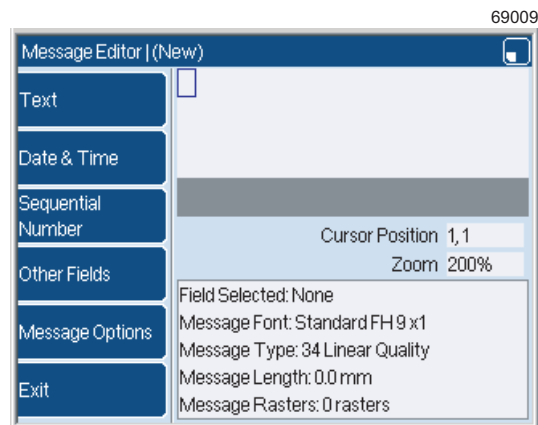 69009
Message Editor | (New)
Text
Date & Time
Sequential
Number
Other Fields
Message Options
Exit
Cursor Position 1,1
Zoom 200%
Field Selected: None
Message Font: Standard FH 9 x1
Message Type: 34 Linear Quality
Message Length: 0.0 mm
Message Rasters: 0 rasters